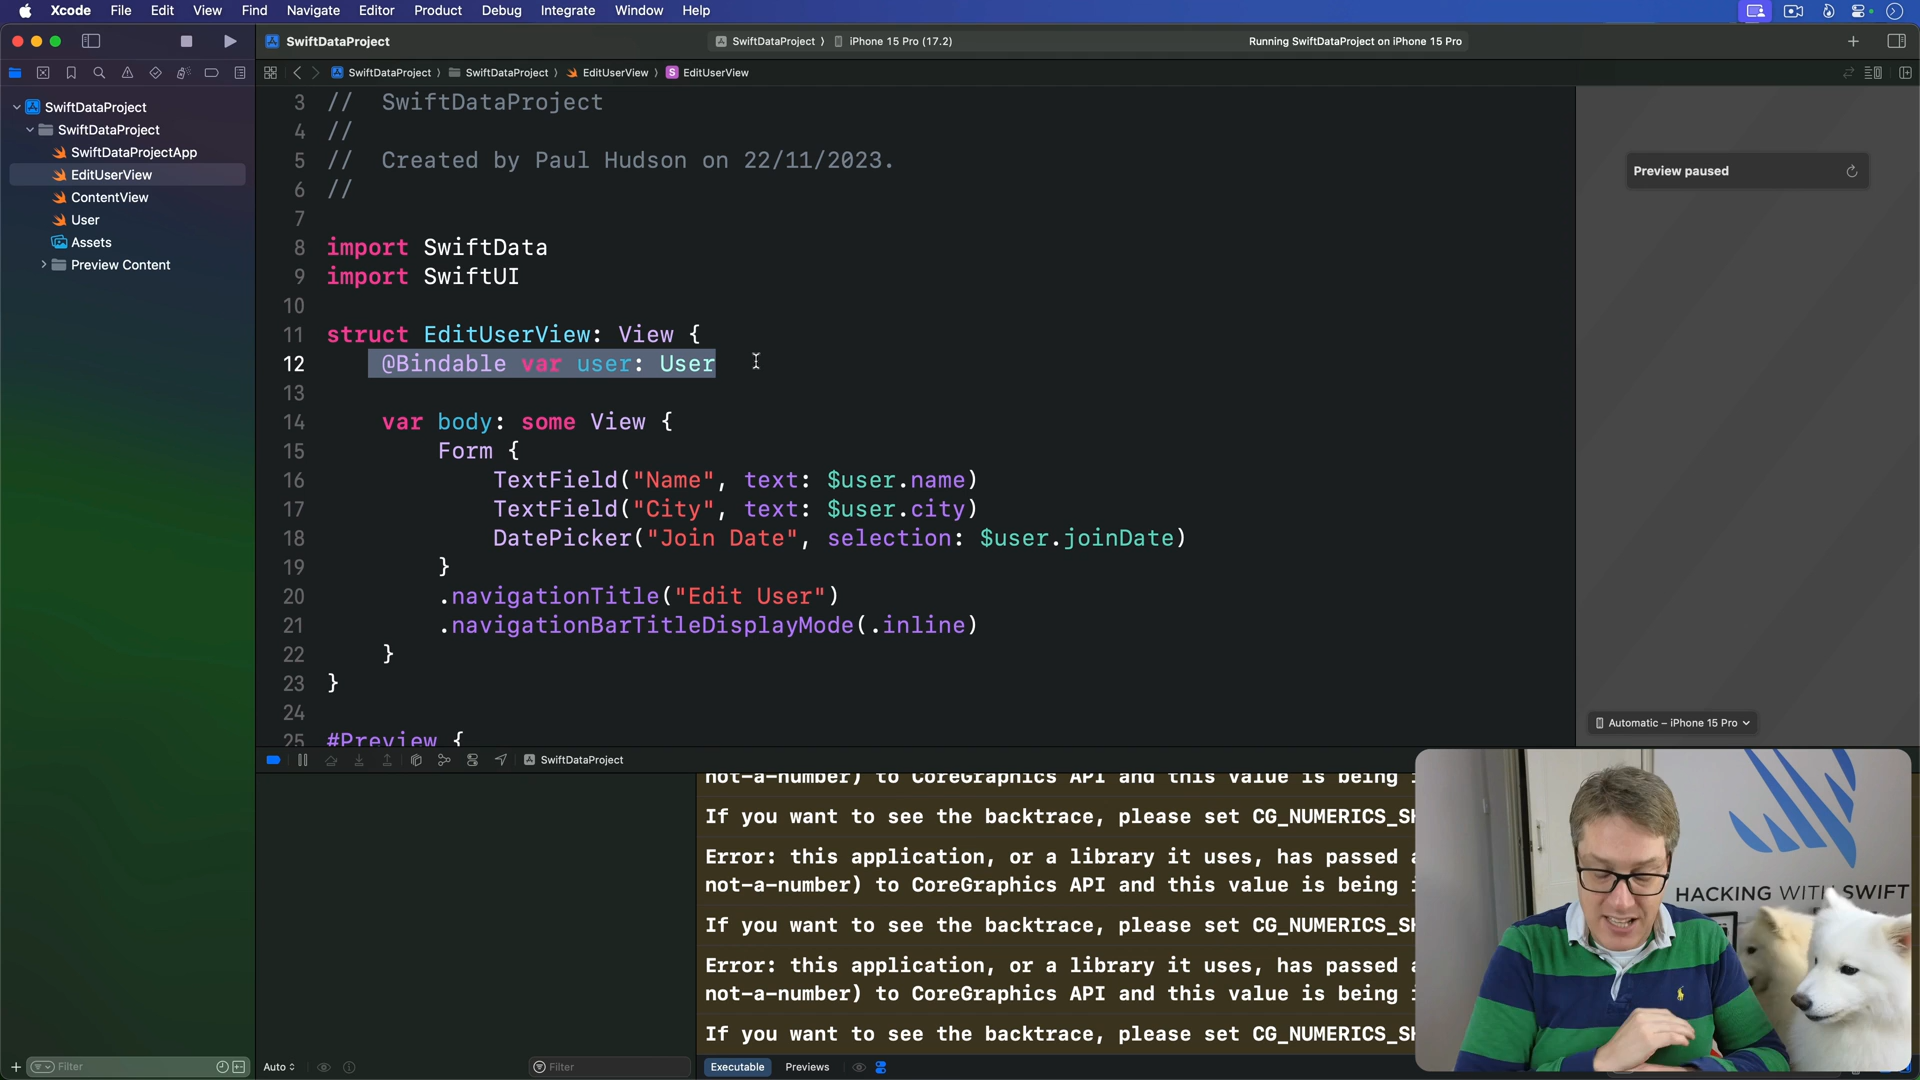 Xcode File Edit View Find Navigate Editor Product Debug Integrate Window Help
SwiftDataProject
SwiftDataProject
iPhone 15 Pro (17.2)
Running SwiftDataProject on iPhone 15 Pro
SwiftDataProject
SwiftDataProject
EditUserView
EditUserView
SwiftDataProject
SwiftDataProject
SwiftDataProjectApp
EditUserView
ContentView
User
Assets
Preview Content
3 // SwiftDataProject
4 //
5 // Created by Paul Hudson on 22/11/2023.
6 //
7
8 import SwiftData
9 import SwiftUI
10
11 struct EditUserView: View {
12 @Bindable var user: User
13
14 var body: some View {
15 Form {
16 TextField("Name", text: $user.name)
17 TextField("City", text: $user.city)
18 DatePicker("Join Date", selection: $user.joinDate)
19 }
20 .navigationTitle("Edit User")
21 .navigationBarTitleDisplayMode(.inline)
22 }
23 }
24
25 #Preview {
Preview paused
Automatic – iPhone 15 Pro
SwiftDataProject
not-a-number) to CoreGraphics API and this value is being
If you want to see the backtrace, please set CG_NUMERICS_SH
Error: this application, or a library it uses, has passed
not-a-number) to CoreGraphics API and this value is being
If you want to see the backtrace, please set CG_NUMERICS_SH
Error: this application, or a library it uses, has passed
not-a-number) to CoreGraphics API and this value is being
If you want to see the backtrace, please set CG_NUMERICS_SH
HACKING WITH SWIFT
Filter
Auto
Filter
Executable
Previews